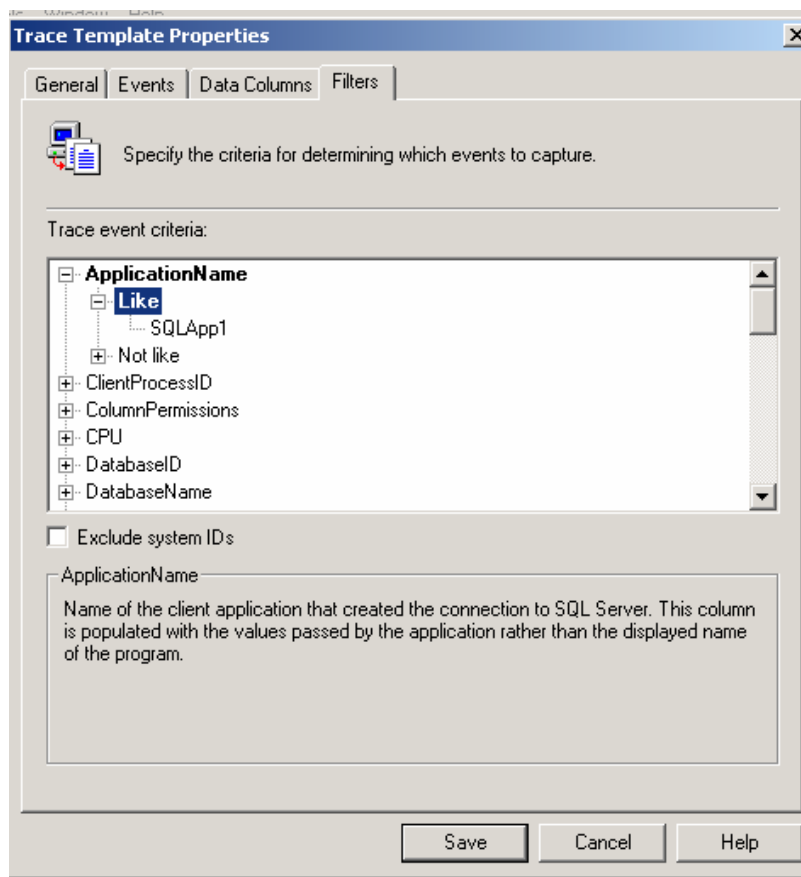 Window Help
Trace Template Properties
General Events Data Columns Filters
Specify the criteria for determining which events to capture.
Trace event criteria:
ApplicationName
Like
SQLApp1
Not like
ClientProcessID
ColumnPermissions
CPU
DatabaseID
DatabaseName
Exclude system IDs
ApplicationName
Name of the client application that created the connection to SQL Server. This column
is populated with the values passed by the application rather than the displayed name
of the program.
Save Cancel Help